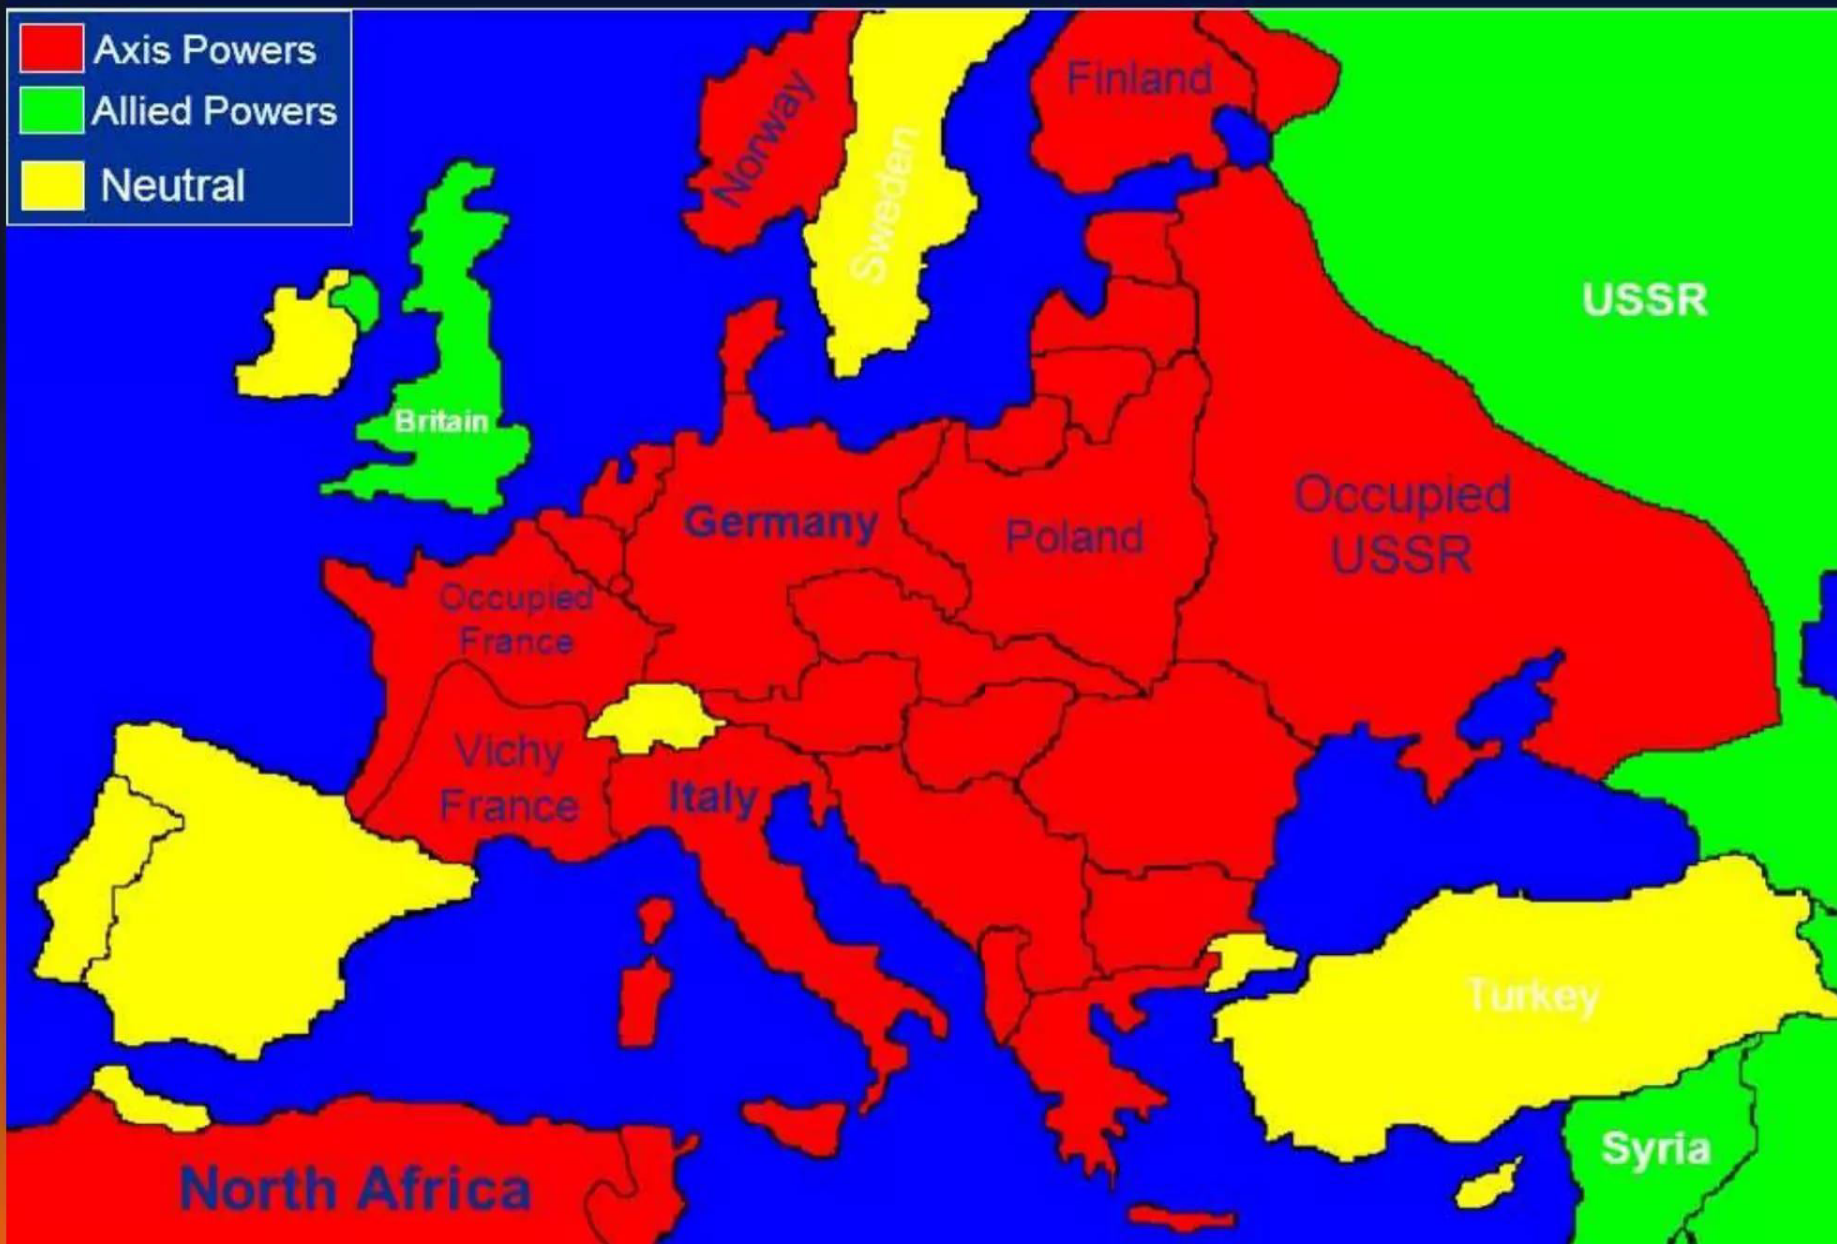 Axis Powers
Allied Powers
Neutral
Norway
Sweden
Finland
USSR
Britain
Germany
Poland
Occupied
USSR
Occupied
France
Vichy
France
Italy
Turkey
Syria
North Africa